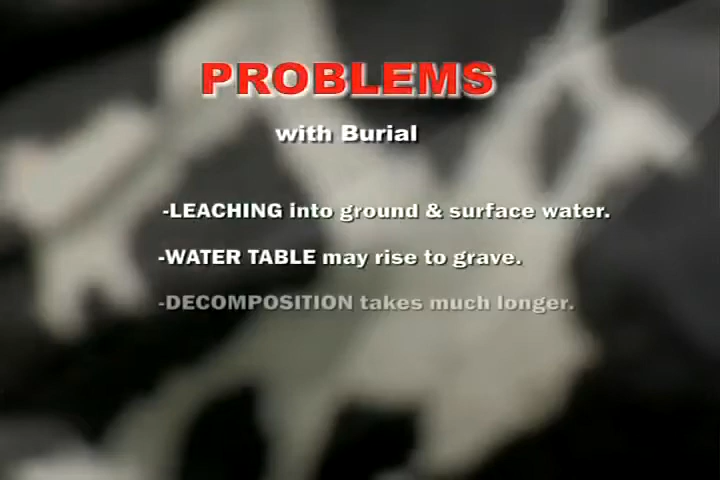 PROBLEMS
with Burial
-LEACHING into ground & surface water.
-WATER TABLE may rise to grave.
-DECOMPOSITION takes much longer.